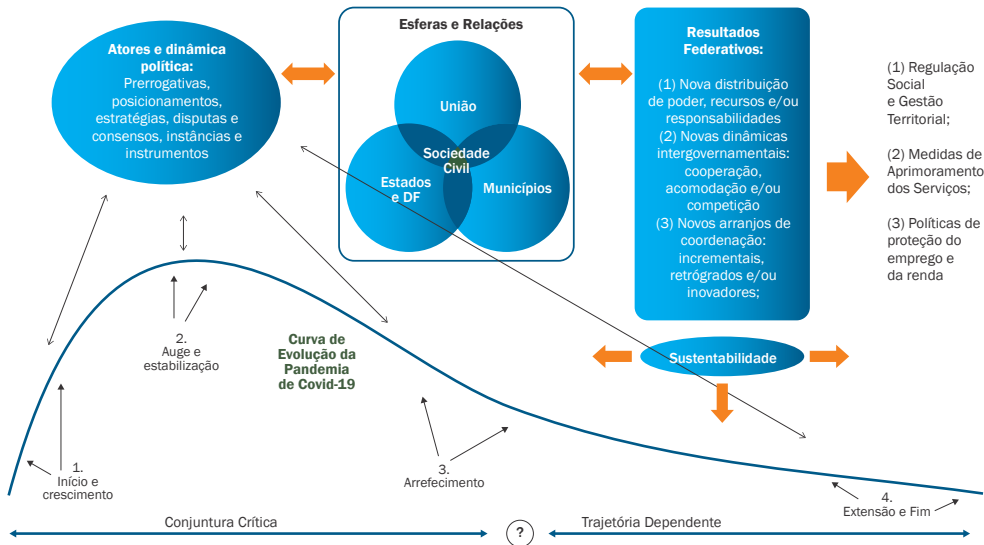 Atores e dinâmica
política:
Prerrogativas,
posicionamentos,
estratégias, disputas e
consensos, instâncias e
instrumentos
Esferas e Relações
União
Sociedade
Civil
Estados
e DF
Municípios
Resultados
Federativos:
(1) Nova distribuição
de poder, recursos e/ou
responsabilidades
(2) Novas dinâmicas
intergovernamentais:
cooperação,
acomodação e/ou
competição
(3) Novos arranjos de
coordenação:
incrementais,
retrógrados e/ou
inovadores;
(1) Regulação
Social
e Gestão
Territorial;
(2) Medidas de
Aprimoramento
dos Serviços;
(3) Políticas de
proteção do
emprego e
da renda
Sustentabilidade
Curva de
Evolução da
Pandemia
de Covid-19
1.
Início e
crescimento
2.
Auge e
estabilização
3.
Arrefecimento
4.
Extensão e Fim
Conjuntura Crítica
?
Trajetória Dependente